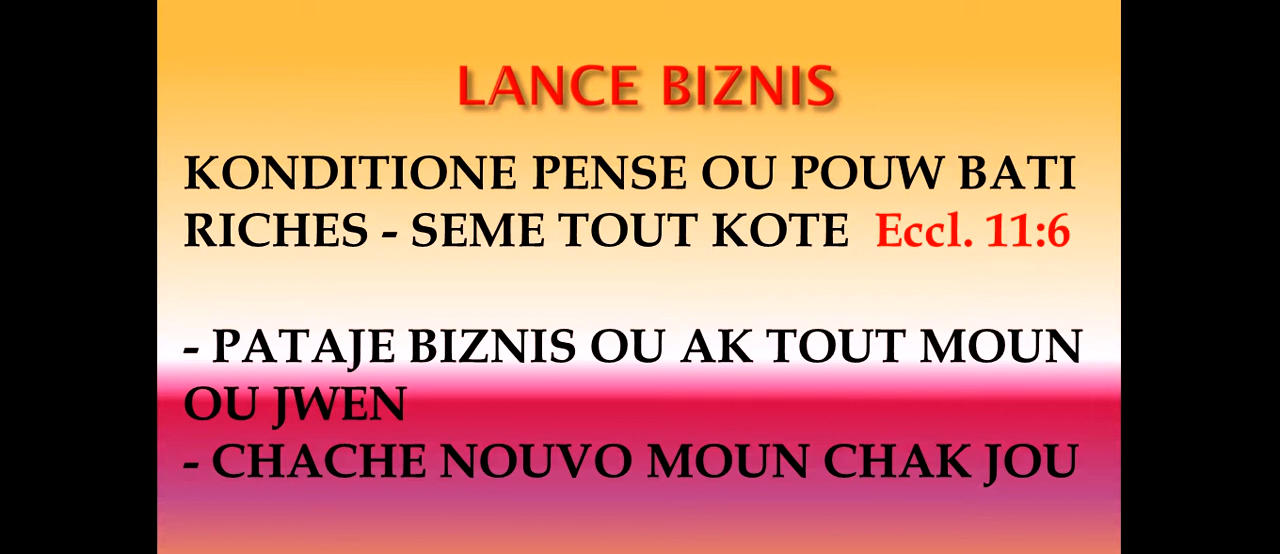 LANCE BIZNIS
KONDITIONE PENSE OU POUW BATI
RICHES - SEME TOUT KOTE Eccl. 11:6
- PATAJE BIZNIS OU AK TOUT MOUN
OU JWEN
- CHACHE NOUVO MOUN CHAK JOU